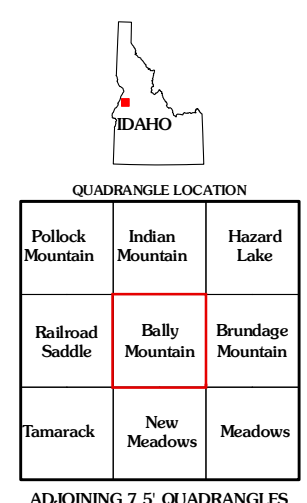 IDAHO
QUADRANGLE LOCATION
Pollock Mountain
Indian Mountain
Hazard Lake
Railroad Saddle
Bally Mountain
Brundage Mountain
Tamarack
New Meadows
Meadows
ADJOINING 7.5' QUADRANGLES